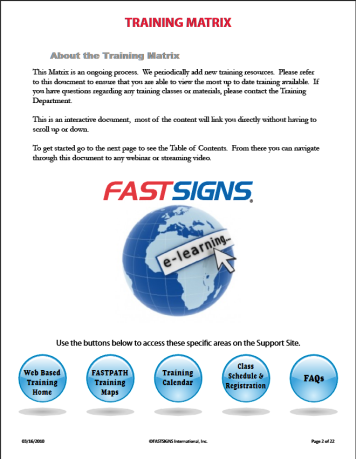 TRAINING MATRIX
About the Training Matrix
This Matrix is an ongoing process. We periodically add new training resources. Please refer
to this document to ensure that you are able to view the most up to date training available. If
you have questions regarding any training classes or materials, please contact the Training
Department.
This is an interactive document, most of the content will link you directly without having to
scroll up or down.
To get started go to the next page to see the Table of Contents. From there you can navigate
through this document to any webinar or streaming video.
FASTSIGNS®
e-learning...
Use the buttons below to access these specific areas on the Support Site.
Web Based
Training
Home
FASTPATH
Training
Maps
Training
Calendar
Class
Schedule &
Registration
FAQs
03/16/2010 ©FASTSIGNS International, Inc. Page 2 of 22